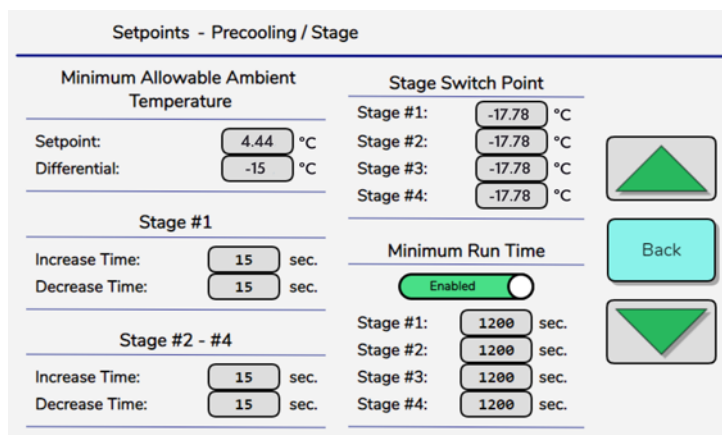 Setpoints - Precooling / Stage
Minimum Allowable Ambient
Temperature
Setpoint: 4.44 °C
Differential: -15 °C
Stage #1
Increase Time: 15 sec.
Decrease Time: 15 sec.
Stage #2 - #4
Increase Time: 15 sec.
Decrease Time: 15 sec.
Stage Switch Point
Stage #1: -17.78 °C
Stage #2: -17.78 °C
Stage #3: -17.78 °C
Stage #4: -17.78 °C
Minimum Run Time
Enabled
Stage #1: 1200 sec.
Stage #2: 1200 sec.
Stage #3: 1200 sec.
Stage #4: 1200 sec.
Back